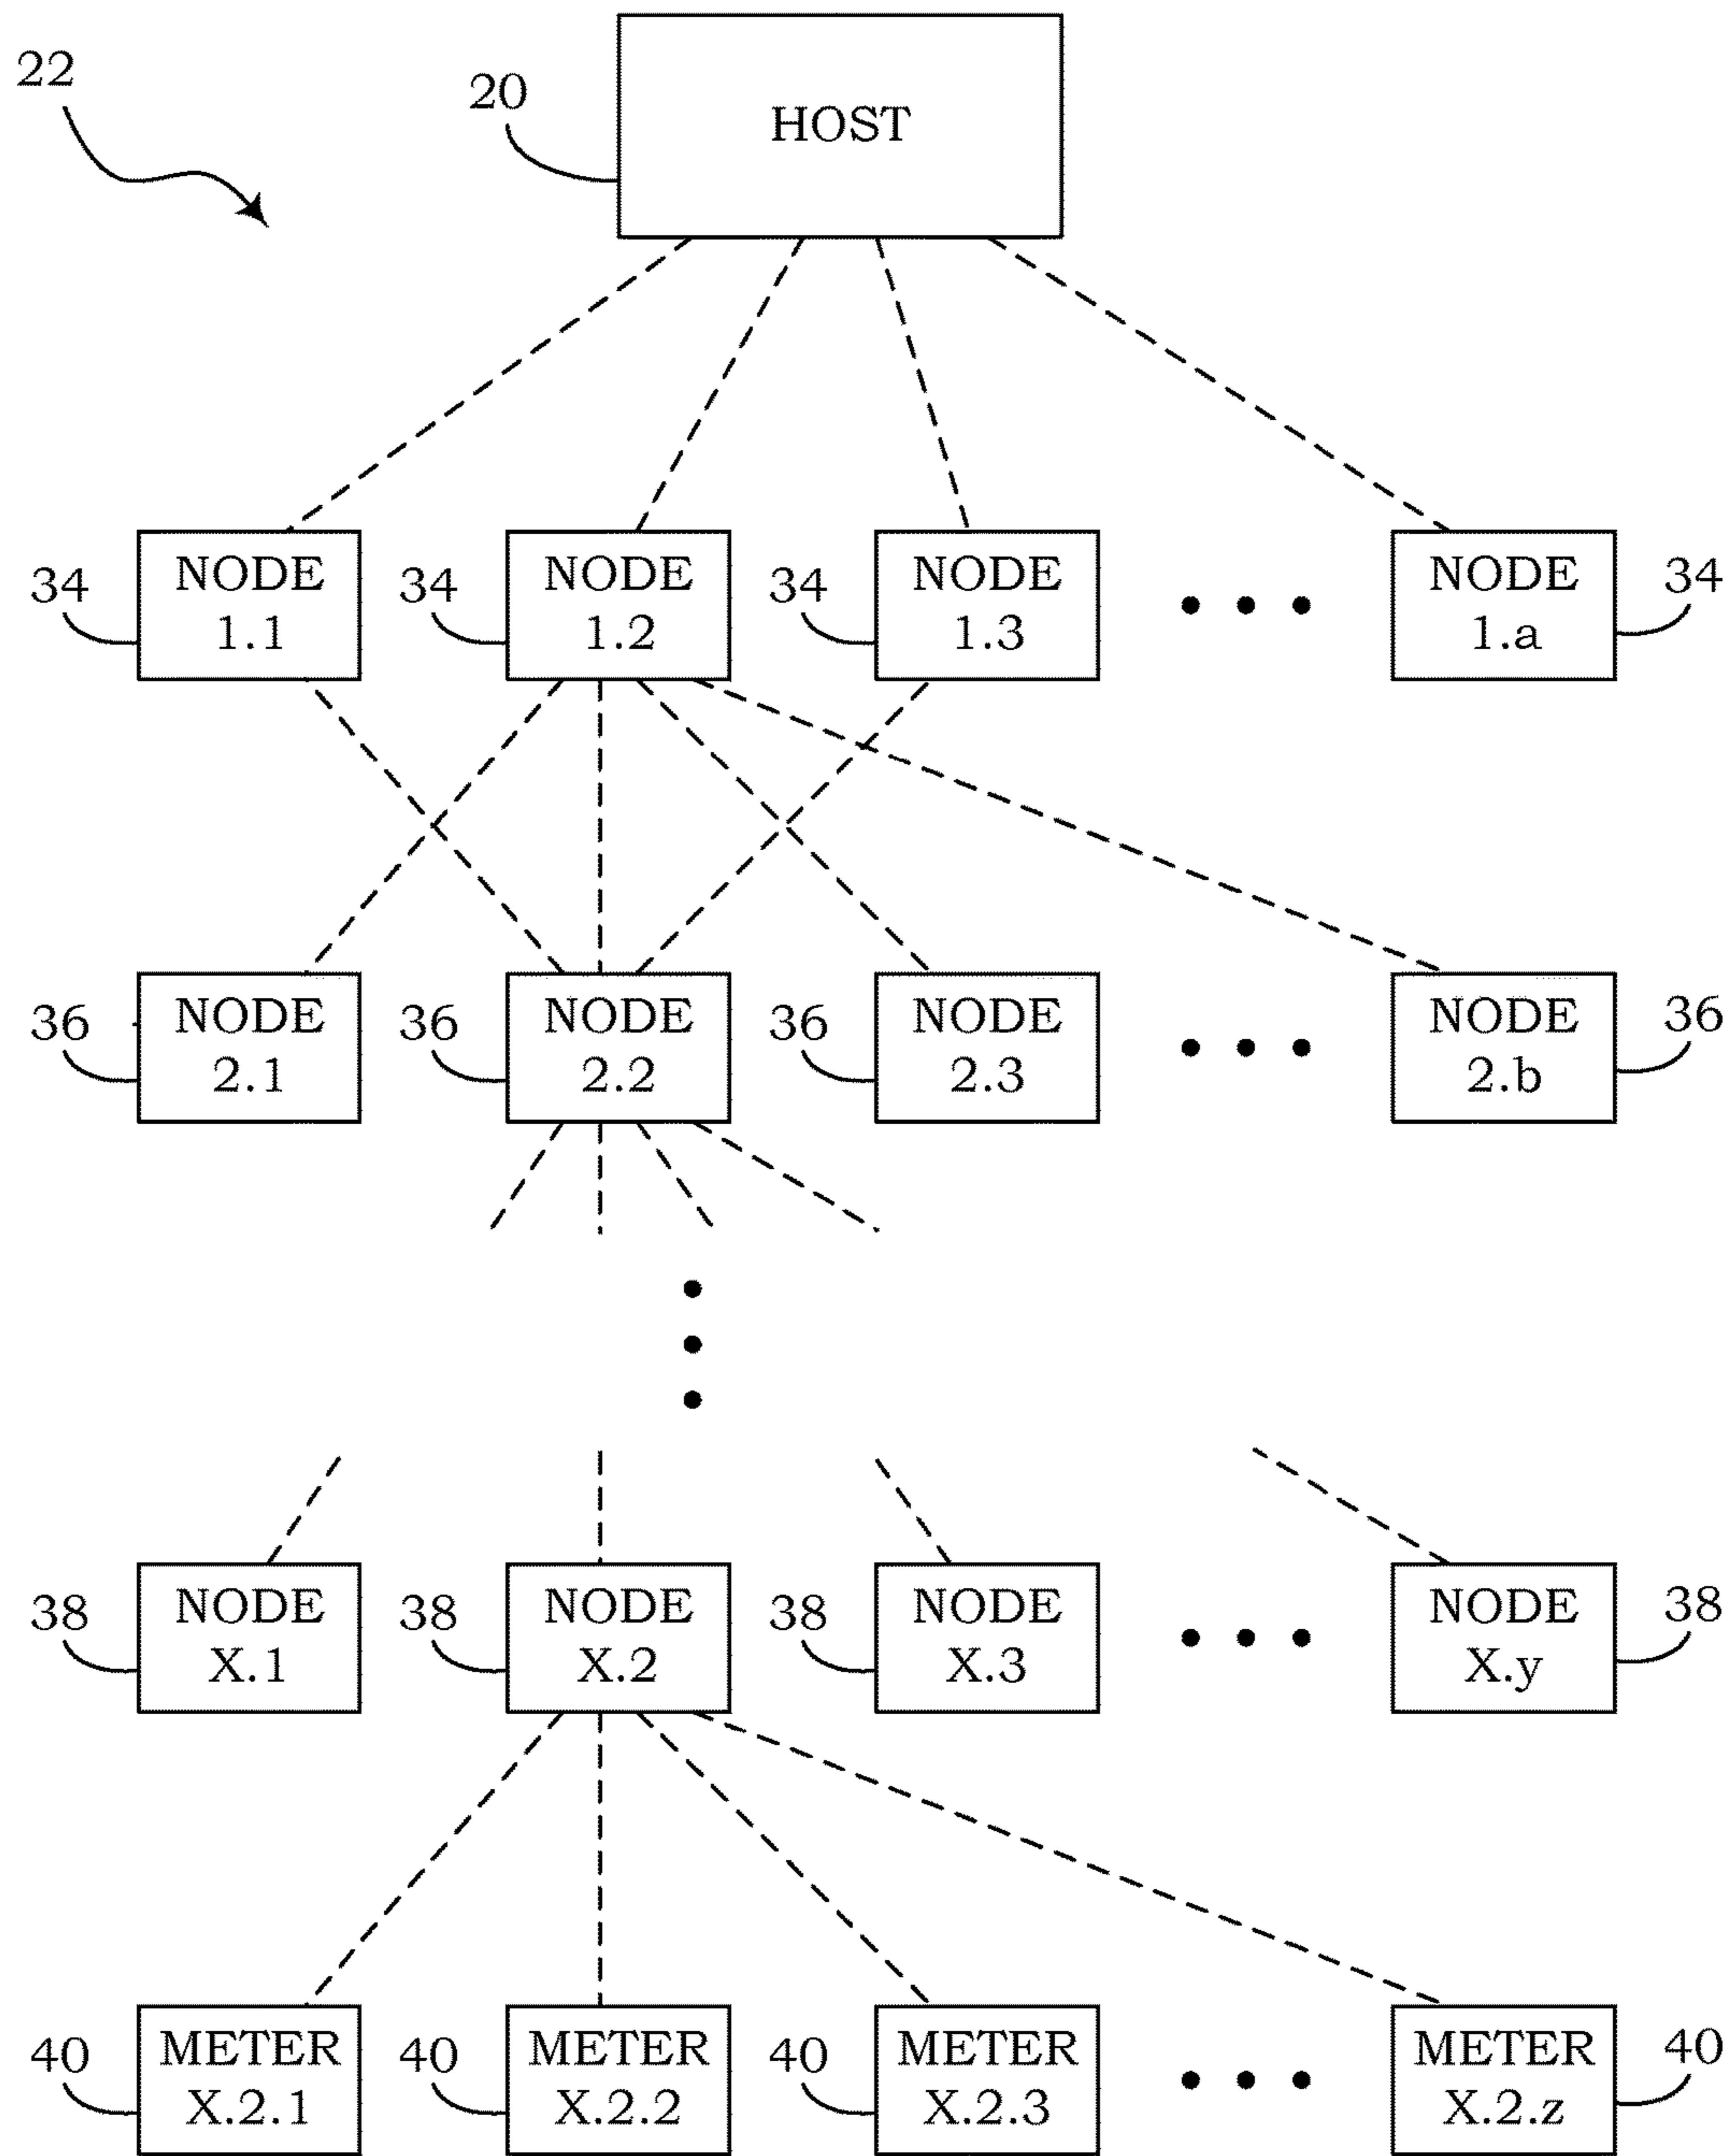 22
20
HOST
34
NODE
1.1
34
NODE
1.2
34
NODE
1.3
NODE
1.a
34
36
NODE
2.1
36
NODE
2.2
36
NODE
2.3
NODE
2.b
36
38
NODE
X.1
38
NODE
X.2
38
NODE
X.3
NODE
X.y
38
40
METER
X.2.1
40
METER
X.2.2
40
METER
X.2.3
METER
X.2.z
40